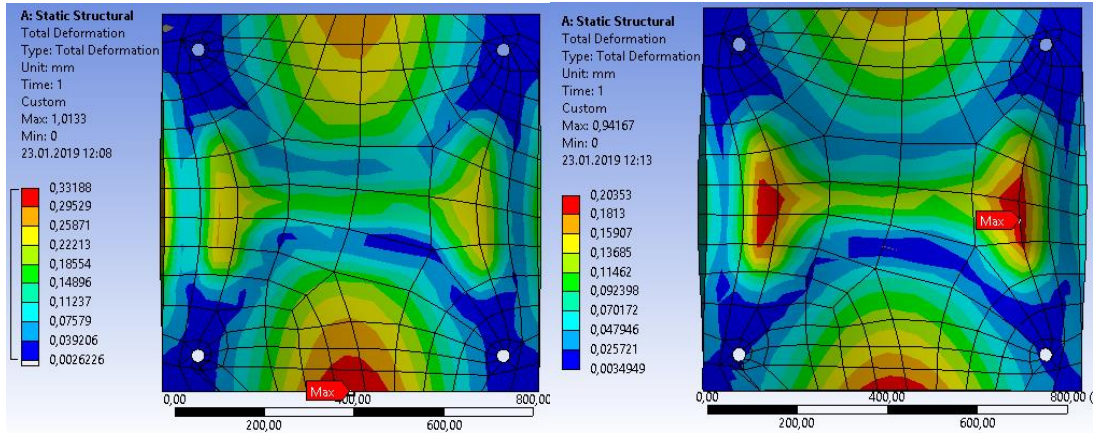 A: Static Structural
Total Deformation
Type: Total Deformation
Unit: mm
Time: 1
Custom
Max: 1,0133
Min: 0
23.01.2019 12:08
0,33188
0,29529
0,25871
0,22213
0,18554
0,14896
0,11237
0,07579
0,039206
0,0026226
Max
0,00
400,00
800,00
200,00
600,00
A: Static Structural
Total Deformation
Type: Total Deformation
Unit: mm
Time: 1
Custom
Max: 0,94167
Min: 0
23.01.2019 12:13
0,20353
0,1813
0,15907
0,13685
0,11462
0,092398
0,070172
0,047946
0,025721
0,0034949
Max
0,00
400,00
800,00 (
200,00
600,00